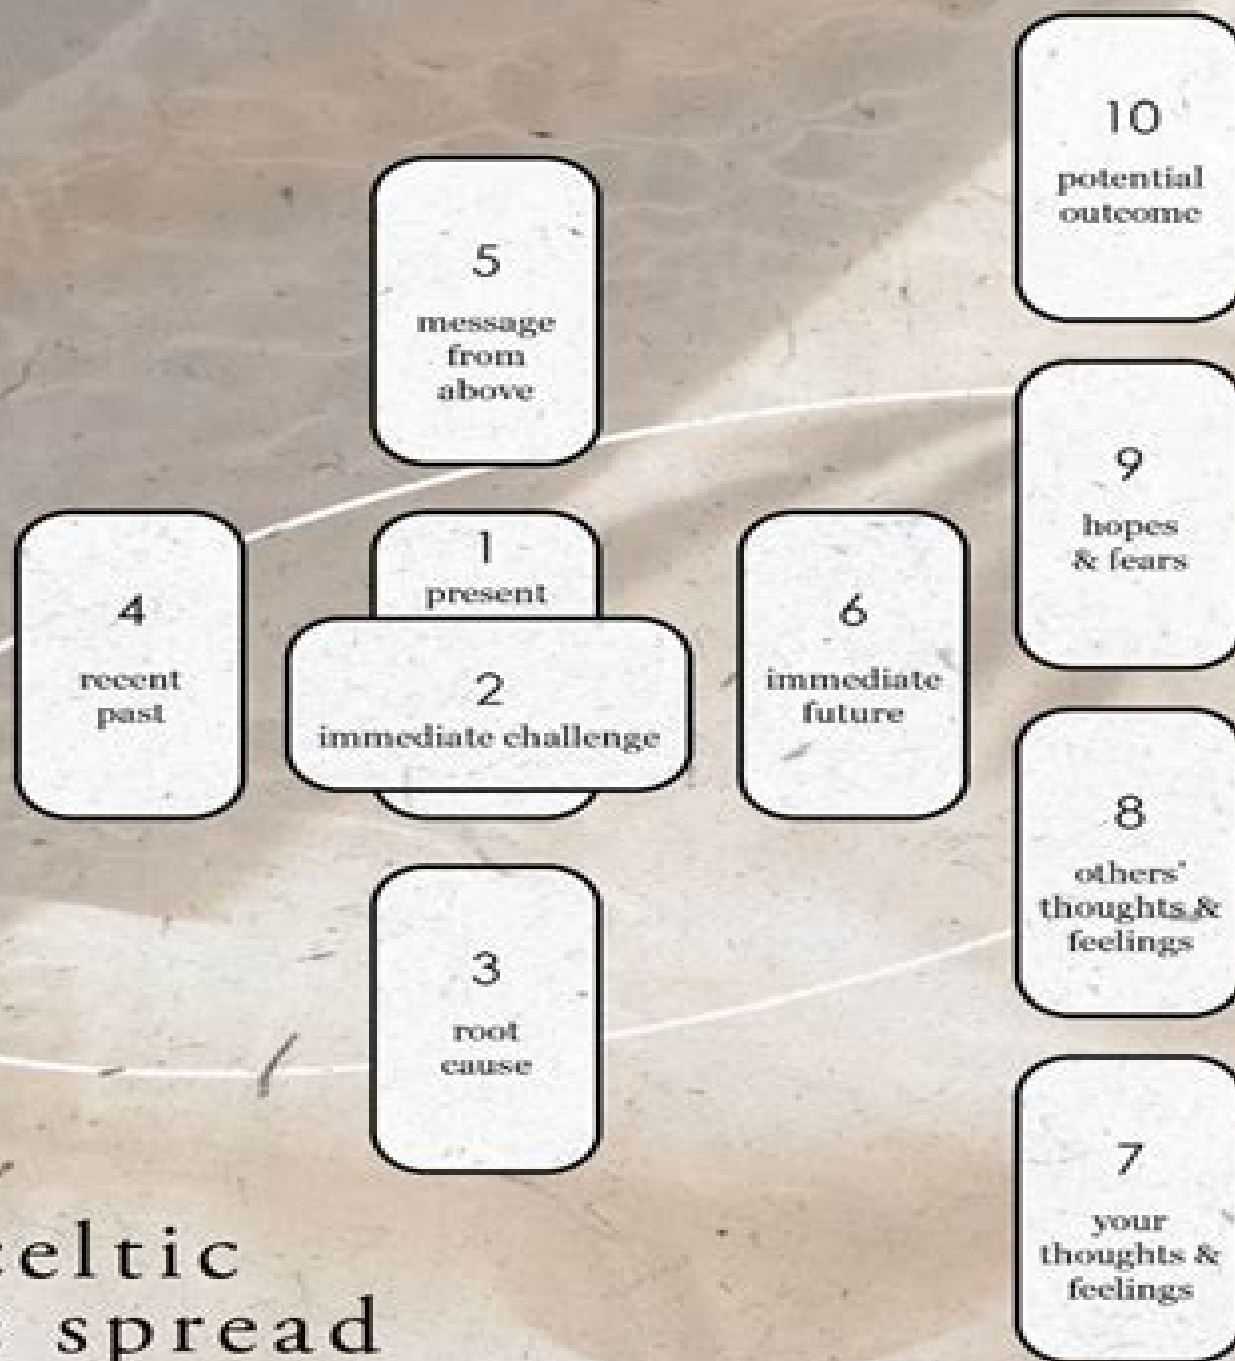 10
potential
outcome
5
message
from
above
9
hopes
& fears
1
present
4
recent
past
2
immediate challenge
6
immediate
future
8
others'
thoughts &
feelings
3
root
cause
7
your
thoughts &
feelings
eltic
spread